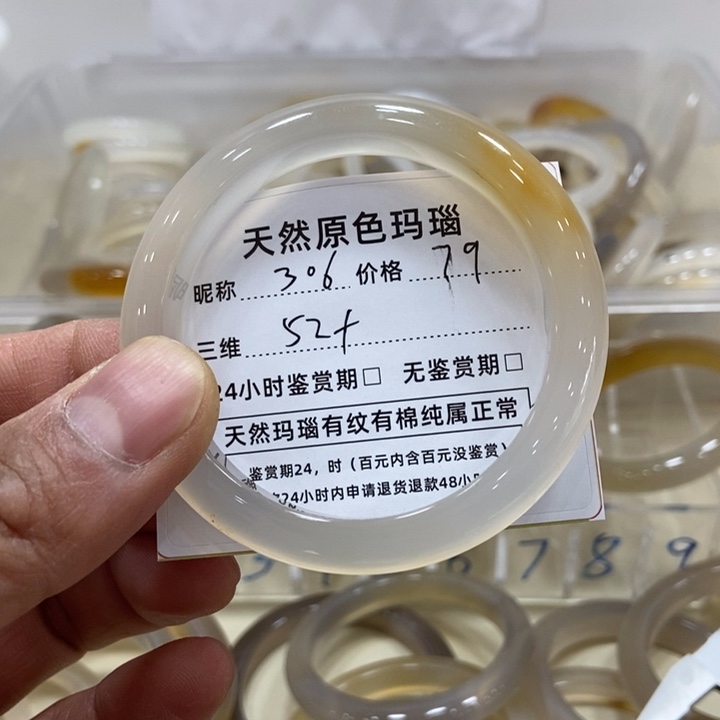 天然原色玛瑙
昵称 306 价格 79
三维 52+
24小时鉴赏期□ 无鉴赏期□
天然玛瑙有纹有棉纯属正常
鉴赏期24，时（百元内含百元没鉴赏）
24小时内申请退货退款48小
7 8 9